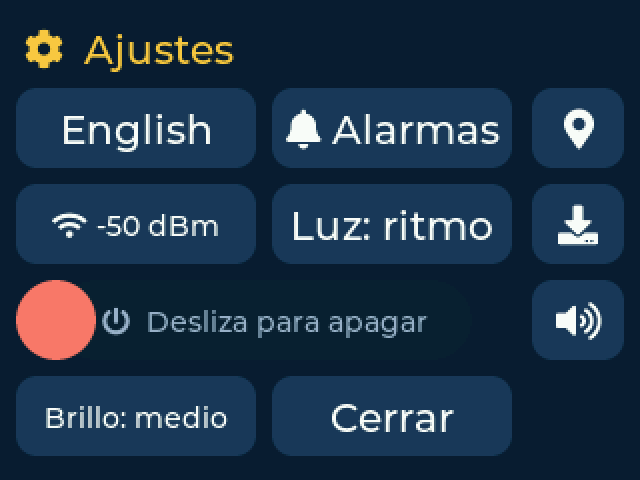 Ajustes
English
Alarmas
-50 dBm
Luz: ritmo
Desliza para apagar
Brillo: medio
Cerrar